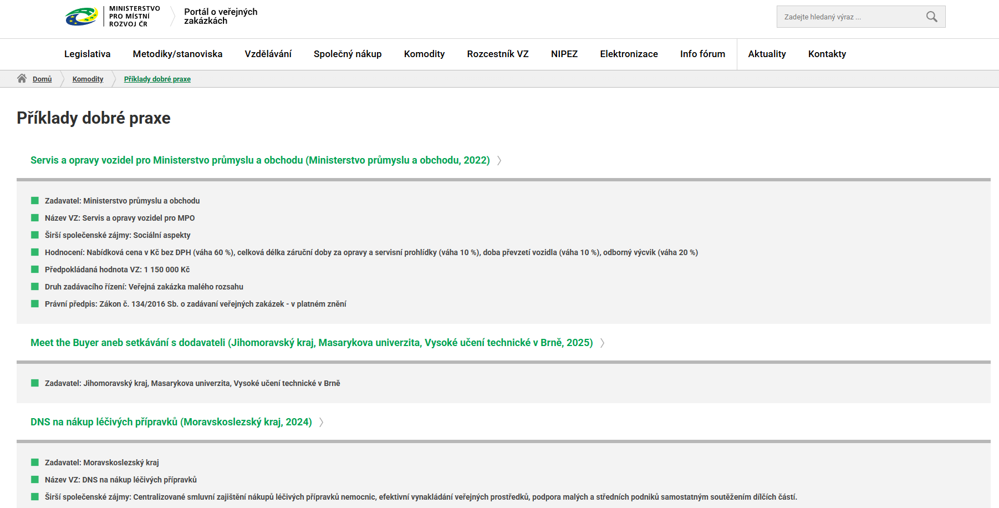 MINISTERSTVO
PRO MÍSTNÍ
ROZVOJ ČR
Portál o veřejných
zakázkách
Zadejte hledaný výraz ...
Legislativa Metodiky/stanoviska Vzdělávání Společný nákup Komodity Rozcestník VZ NIPEZ Elektronizace Info fórum Aktuality Kontakty
Domů Komodity Příklady dobré praxe
Příklady dobré praxe
Servis a opravy vozidel pro Ministerstvo průmyslu a obchodu (Ministerstvo průmyslu a obchodu, 2022)
Zadavatel: Ministerstvo průmyslu a obchodu
Název VZ: Servis a opravy vozidel pro MPO
Širší společenské zájmy: Sociální aspekty
Hodnocení: Nabídková cena v Kč bez DPH (váha 60 %), celková délka záruční doby za opravy a servisní prohlídky (váha 10 %), doba převzetí vozidla (váha 10 %), odborný výcvik (váha 20 %)
Předpokládaná hodnota VZ: 1 150 000 Kč
Druh zadávacího řízení: Veřejná zakázka malého rozsahu
Právní předpis: Zákon č. 134/2016 Sb. o zadávaní veřejných zakázek - v platném znění
Meet the Buyer aneb setkávání s dodavateli (Jihomoravský kraj, Masarykova univerzita, Vysoké učení technické v Brně, 2025)
Zadavatel: Jihomoravský kraj, Masarykova univerzita, Vysoké učení technické v Brně
DNS na nákup léčivých přípravků (Moravskoslezský kraj, 2024)
Zadavatel: Moravskoslezský kraj
Název VZ: DNS na nákup léčivých přípravků
Širší společenské zájmy: Centralizované smluvní zajištění nákupů léčivých přípravků nemocnic, efektivní vynakládání veřejných prostředků, podpora malých a středních podniků samostatným soutěžením dílčích částí.